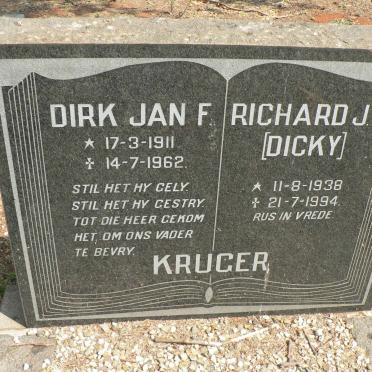 DIRK JAN F.
★ 17-3-1911
✝ 14-7-1962
STIL HET HY GELY.
STIL HET HY GESTRY.
TOT DIE HEER GEKOM
HET, OM ONS VADER
TE BEVRY.
RICHARD J.
[DICKY]
★ 11-8-1938
✝ 21-7-1994
RUS IN VREDE.
KRUGER